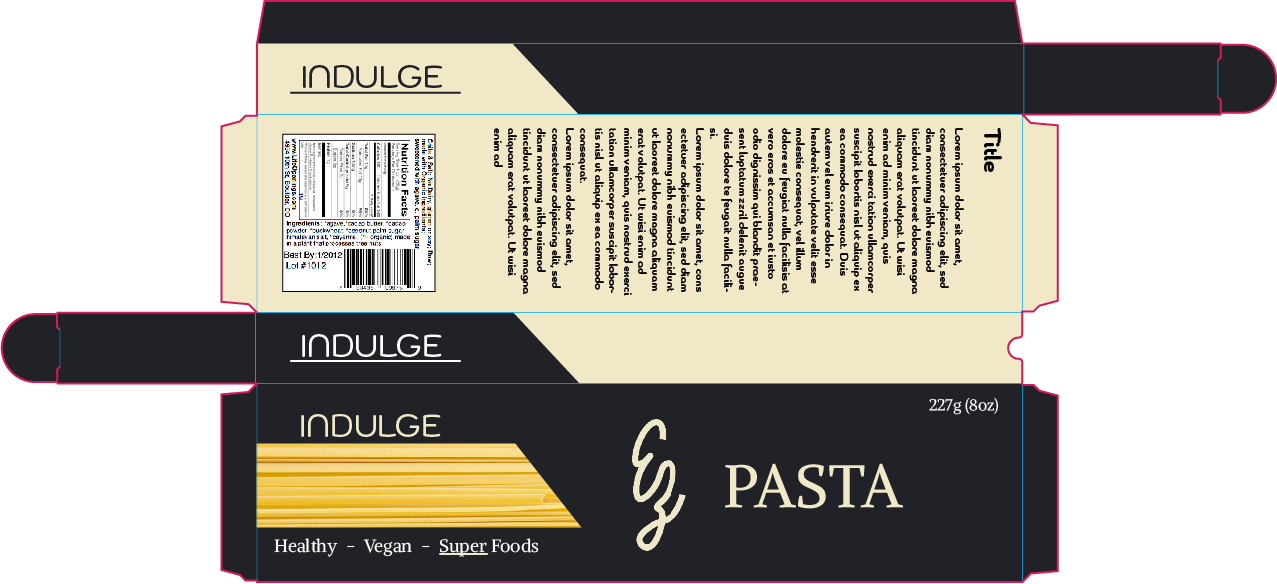 INDULGE
Title
Lorem ipsum dolor sit amet,
consectetuer adipiscing elit, sed
diam nonummy nibh euismod
tincidunt ut laoreet dolore magna
aliquam erat volutpat. Ut wisi
enim ad minim veniam, quis
nostrud exerci tation ullamcorper
suscipit lobortis nisl ut aliquip ex
ea commodo consequat. Duis
autem vel eum iriure dolor in
hendrerit in vulputate velit esse
molestie consequat, vel illum
dolore eu feugiat nulla facilisis at
vero eros et accumsan et iusto
odio dignissim qui blandit prae-
sent luptatum zzril delenit augue
duis dolore te feugait nulla facili-
si.
Lorem ipsum dolor sit amet, cons
ectetuer adipiscing elit, sed diam
nonummy nibh euismod tincidunt
ut laoreet dolore magna aliquam
erat volutpat. Ut wisi enim ad
minim veniam, quis nostrud exerci
tation ullamcorper suscipit lobor-
tis nisl ut aliquip ex ea commodo
consequat.
Lorem ipsum dolor sit amet,
consectetuer adipiscing elit, sed
diam nonummy nibh euismod
tincidunt ut laoreet dolore magna
aliquam erat volutpat. Ut wisi
enim ad
Nutrition Facts
Best By:1/2012
Lot #1012
INDULGE
INDULGE
227g (8oz)
Ez
PASTA
Healthy - Vegan - Super Foods